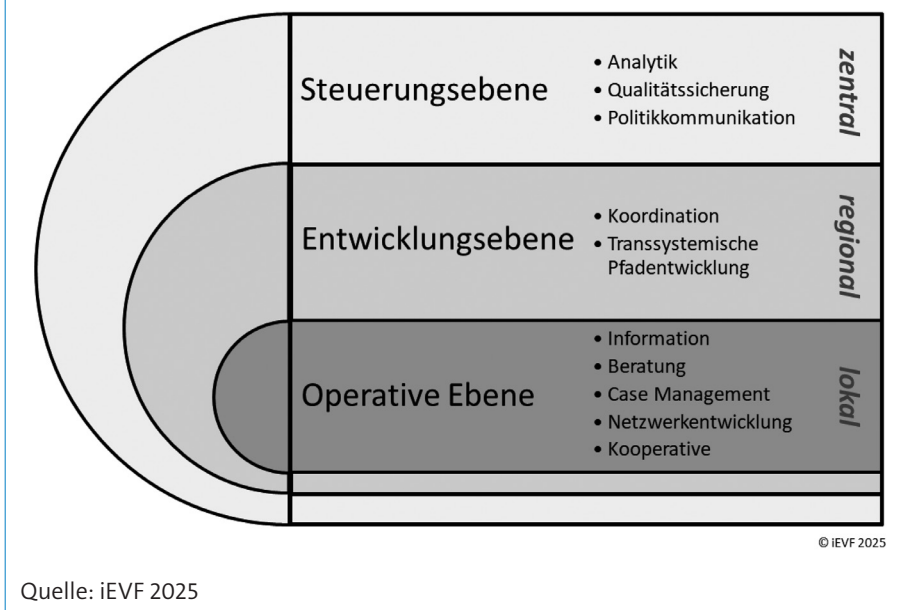 Steuerungsebene
• Analytik
• Qualitätssicherung
• Politikkommunikation
zentral
Entwicklungsebene
• Koordination
• Transsystemische
Pfadentwicklung
regional
Operative Ebene
• Information
• Beratung
• Case Management
• Netzwerkentwicklung
• Kooperative
lokal
© iEVF 2025
Quelle: iEVF 2025